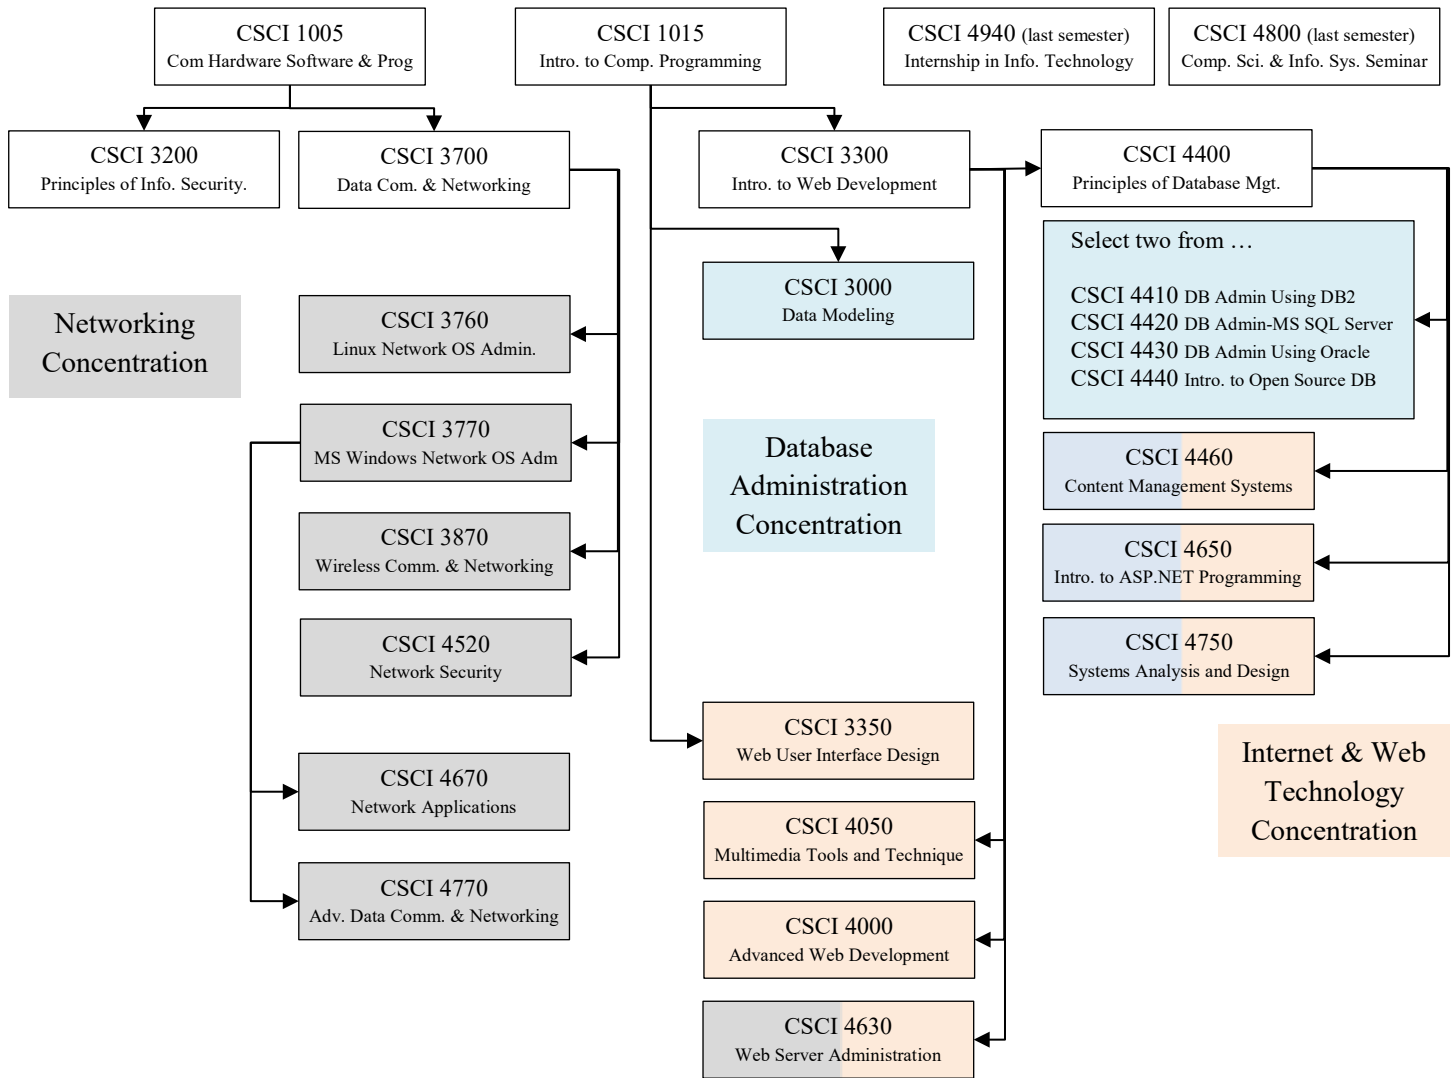 CSCI 1005
Com Hardware Software & Prog
CSCI 1015
Intro. to Comp. Programming
CSCI 4940 (last semester)
Internship in Info. Technology
CSCI 4800 (last semester)
Comp. Sci. & Info. Sys. Seminar
CSCI 3200
Principles of Info. Security.
CSCI 3700
Data Com. & Networking
CSCI 3300
Intro. to Web Development
CSCI 4400
Principles of Database Mgt.
Select two from …
CSCI 4410 DB Admin Using DB2
CSCI 4420 DB Admin-MS SQL Server
CSCI 4430 DB Admin Using Oracle
CSCI 4440 Intro. to Open Source DB
CSCI 3000
Data Modeling
Networking
Concentration
CSCI 3760
Linux Network OS Admin.
CSCI 3770
MS Windows Network OS Adm
Database
Administration
Concentration
CSCI 4460
Content Management Systems
CSCI 3870
Wireless Comm. & Networking
CSCI 4650
Intro. to ASP.NET Programming
CSCI 4520
Network Security
CSCI 4750
Systems Analysis and Design
CSCI 3350
Web User Interface Design
Internet & Web
Technology
Concentration
CSCI 4670
Network Applications
CSCI 4050
Multimedia Tools and Technique
CSCI 4770
Adv. Data Comm. & Networking
CSCI 4000
Advanced Web Development
CSCI 4630
Web Server Administration